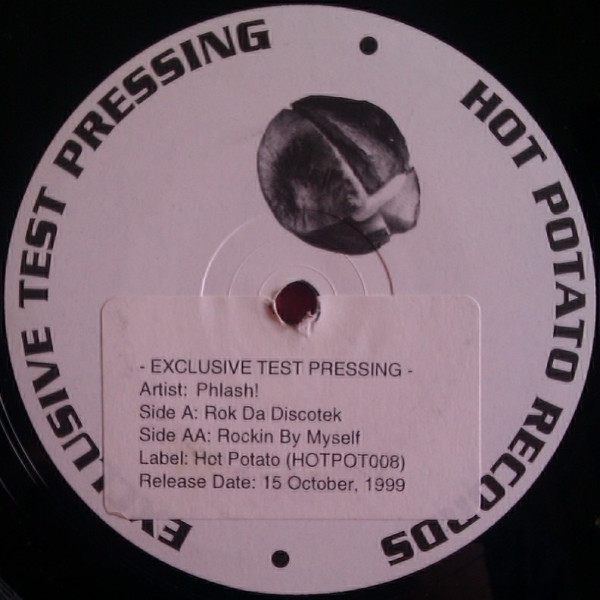 EXCLUSIVE TEST PRESSING
HOT POTATO RECORDS
- EXCLUSIVE TEST PRESSING -
Artist: Phlash!
Side A: Rok Da Discotek
Side AA: Rockin By Myself
Label: Hot Potato (HOTPOT008)
Release Date: 15 October, 1999